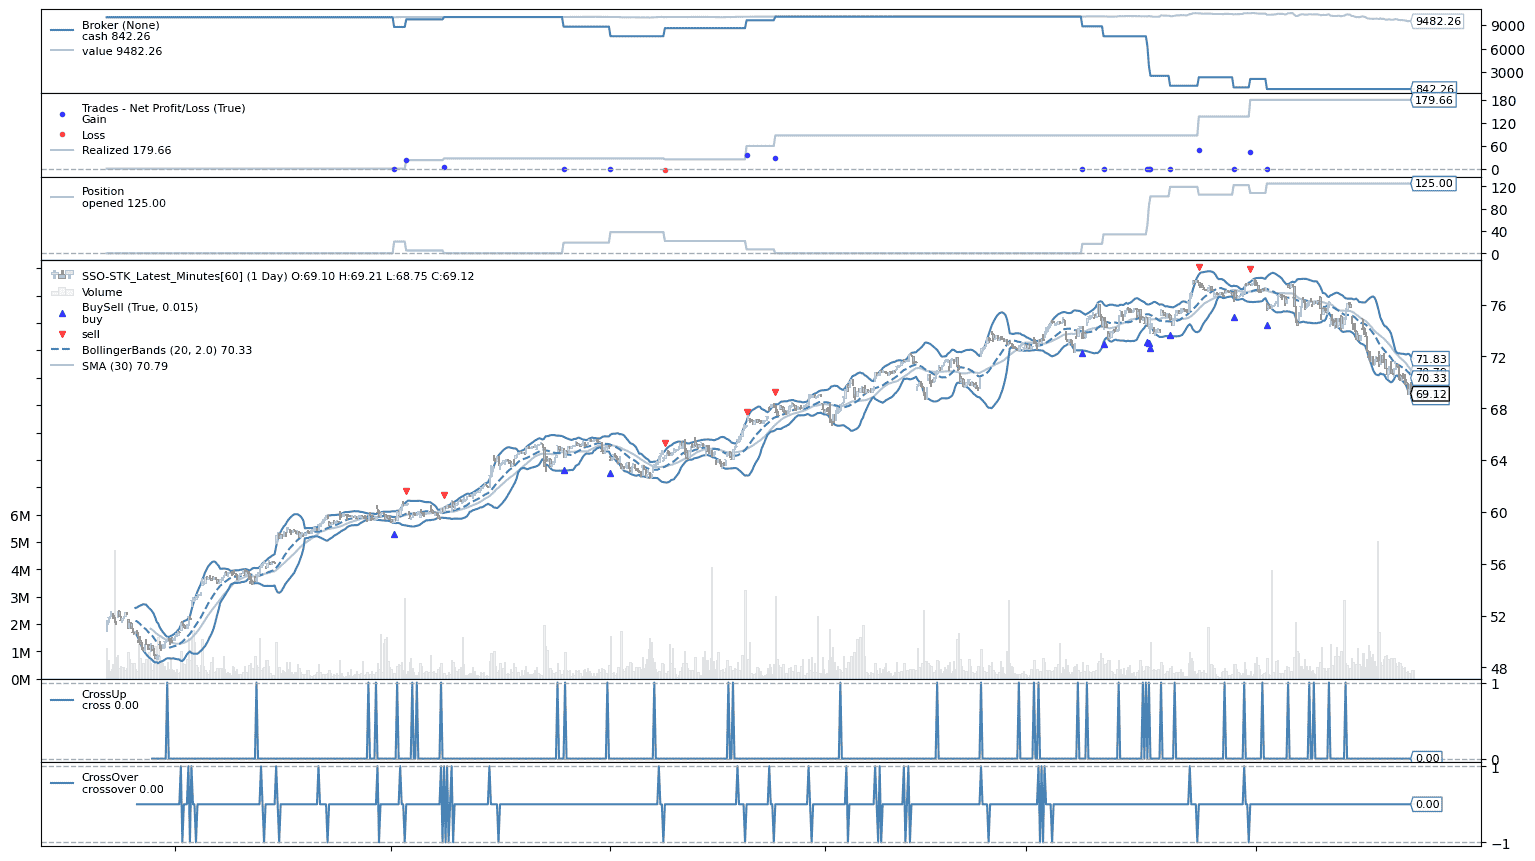 Broker (None)
cash 842.26
value 9482.26
9482.26
842.26
9000
6000
3000
Trades - Net Profit/Loss (True)
Gain
Loss
Realized 179.66
179.66
180
120
60
0
Position
opened 125.00
125.00
120
80
40
0
SSO-STK_Latest_Minutes[60] (1 Day) O:69.10 H:69.21 L:68.75 C:69.12
Volume
BuySell (True, 0.015)
buy
sell
BollingerBands (20, 2.0) 70.33
SMA (30) 70.79
71.83
70.33
69.12
76
72
68
64
60
56
52
48
6M
5M
4M
3M
2M
1M
0M
CrossUp
cross 0.00
0.00
1
0
CrossOver
crossover 0.00
0.00
1
−1